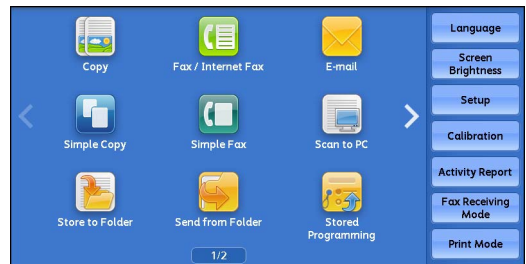 Copy
Fax / Internet Fax
E-mail
Simple Copy
Simple Fax
Scan to PC
Store to Folder
Send from Folder
Stored
Programming
1/2
Language
Screen
Brightness
Setup
Calibration
Activity Report
Fax Receiving
Mode
Print Mode